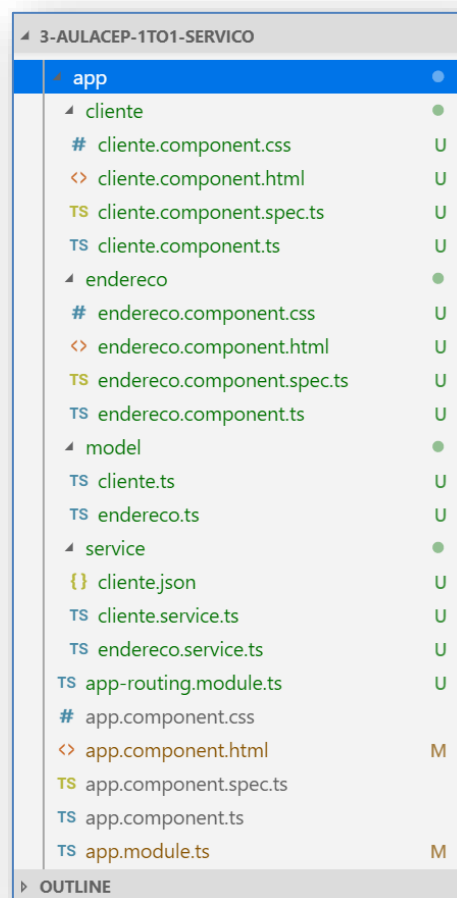 3-AULACEP-1TO1-SERVICO
app
cliente
# cliente.component.css U
<> cliente.component.html U
TS cliente.component.spec.ts U
TS cliente.component.ts U
endereco
# endereco.component.css U
<> endereco.component.html U
TS endereco.component.spec.ts U
TS endereco.component.ts U
model
TS cliente.ts U
TS endereco.ts U
service
{} cliente.json U
TS cliente.service.ts U
TS endereco.service.ts U
TS app-routing.module.ts U
# app.component.css
<> app.component.html M
TS app.component.spec.ts
TS app.component.ts
TS app.module.ts M
OUTLINE